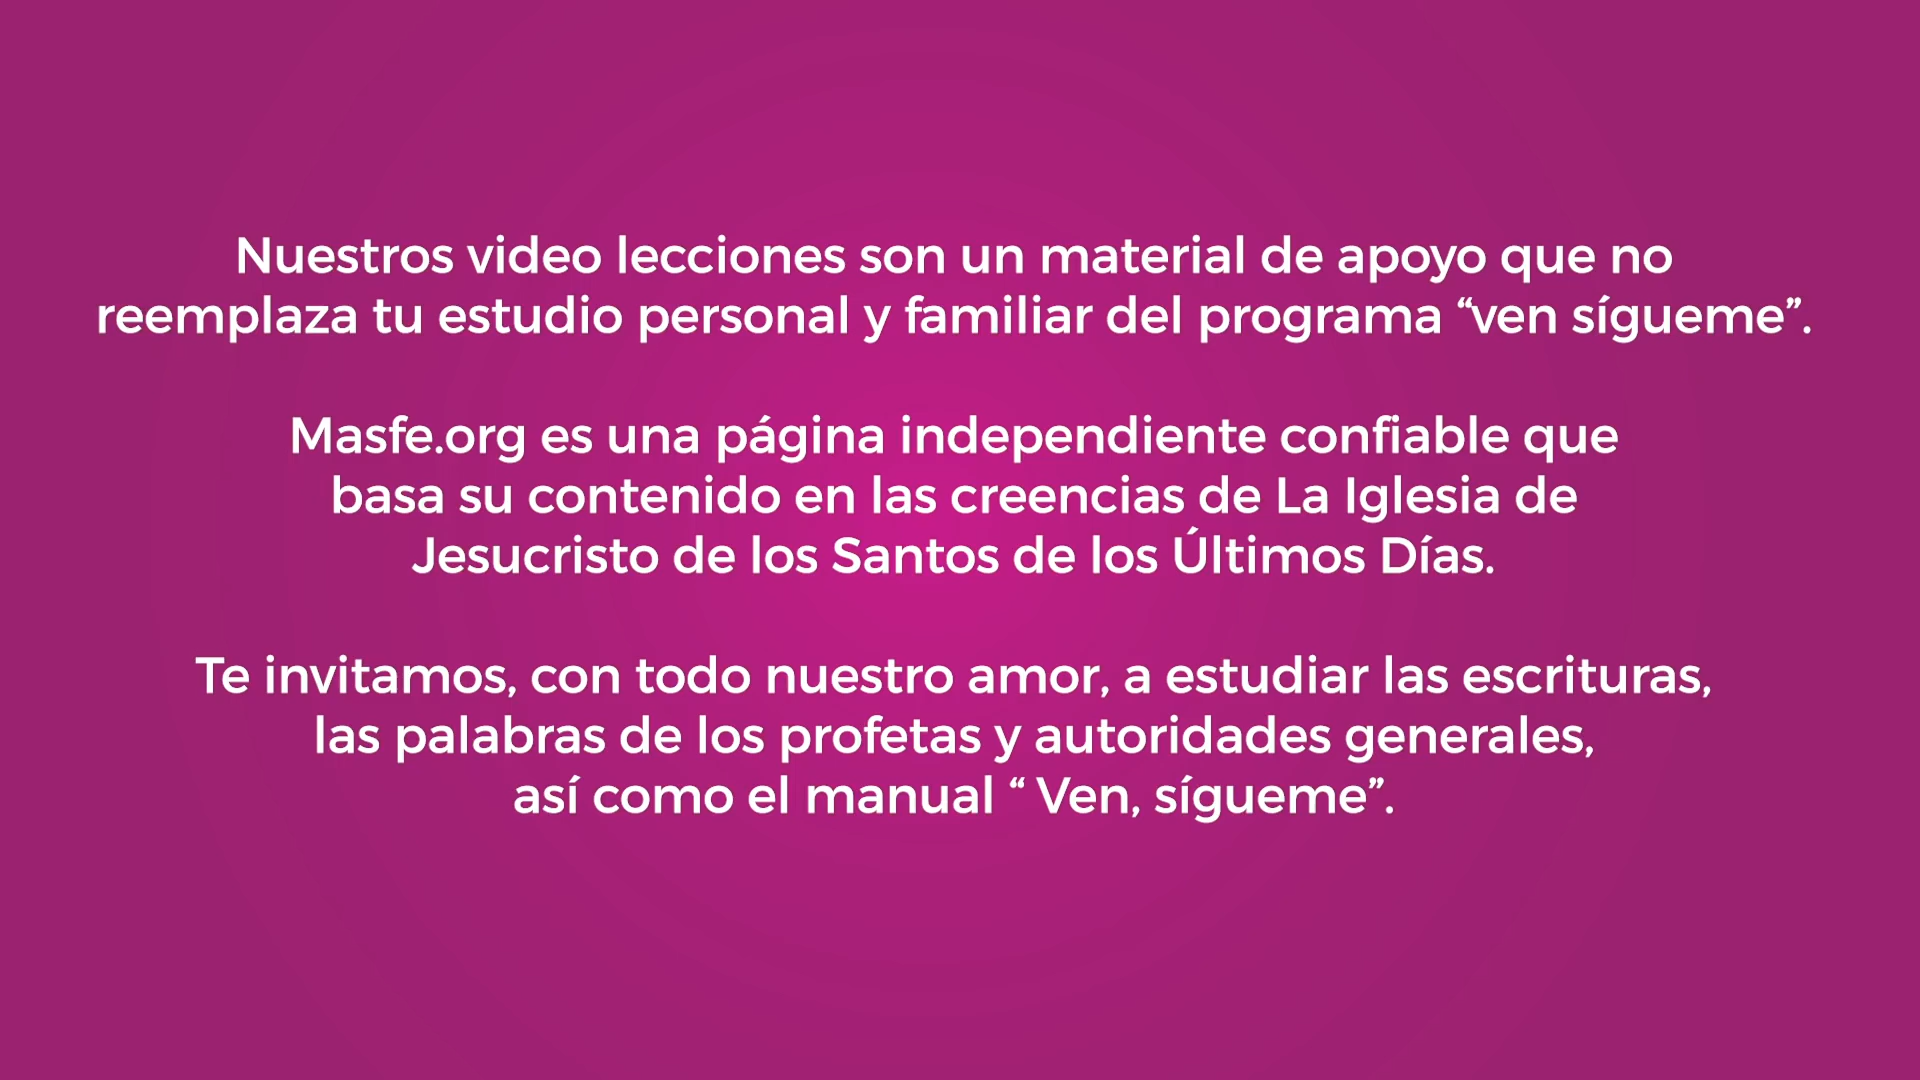 Nuestros video lecciones son un material de apoyo que no
reemplaza tu estudio personal y familiar del programa “ven sígueme”.
Masfe.org es una página independiente confiable que
basa su contenido en las creencias de La Iglesia de
Jesucristo de los Santos de los Últimos Días.
Te invitamos, con todo nuestro amor, a estudiar las escrituras,
las palabras de los profetas y autoridades generales,
así como el manual “ Ven, sígueme”.